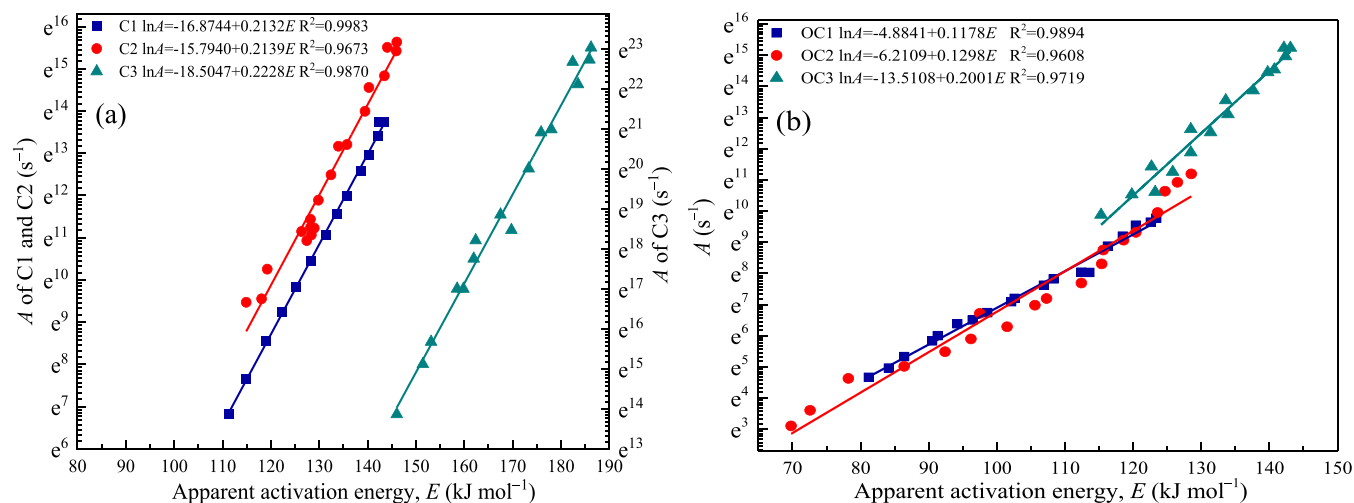 (a)
C1 lnA=-16.8744+0.2132E R²=0.9983
C2 lnA=-15.7940+0.2139E R²=0.9673
C3 lnA=-18.5047+0.2228E R²=0.9870
A of C1 and C2 (s⁻¹)
e¹⁶
e¹⁵
e¹⁴
e¹³
e¹²
e¹¹
e¹⁰
e⁹
e⁸
e⁷
e⁶
A of C3 (s⁻¹)
e²³
e²²
e²¹
e²⁰
e¹⁹
e¹⁸
e¹⁷
e¹⁶
e¹⁵
e¹⁴
e¹³
80 90 100 110 120 130 140 150 160 170 180 190
Apparent activation energy, E (kJ mol⁻¹)
(b)
OC1 lnA=-4.8841+0.1178E R²=0.9894
OC2 lnA=-6.2109+0.1298E R²=0.9608
OC3 lnA=-13.5108+0.2001E R²=0.9719
A (s⁻¹)
e¹⁶
e¹⁵
e¹⁴
e¹³
e¹²
e¹¹
e¹⁰
e⁹
e⁸
e⁷
e⁶
e⁵
e⁴
e³
70 80 90 100 110 120 130 140 150
Apparent activation energy, E (kJ mol⁻¹)